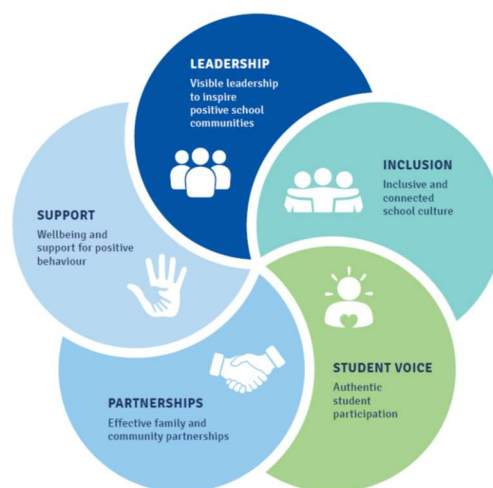 LEADERSHIP
Visible leadership
to inspire
positive school
communities
INCLUSION
Inclusive and
connected
school culture
STUDENT VOICE
Authentic
student
participation
PARTNERSHIPS
Effective family and
community partnerships
SUPPORT
Wellbeing and
support for positive
behaviour